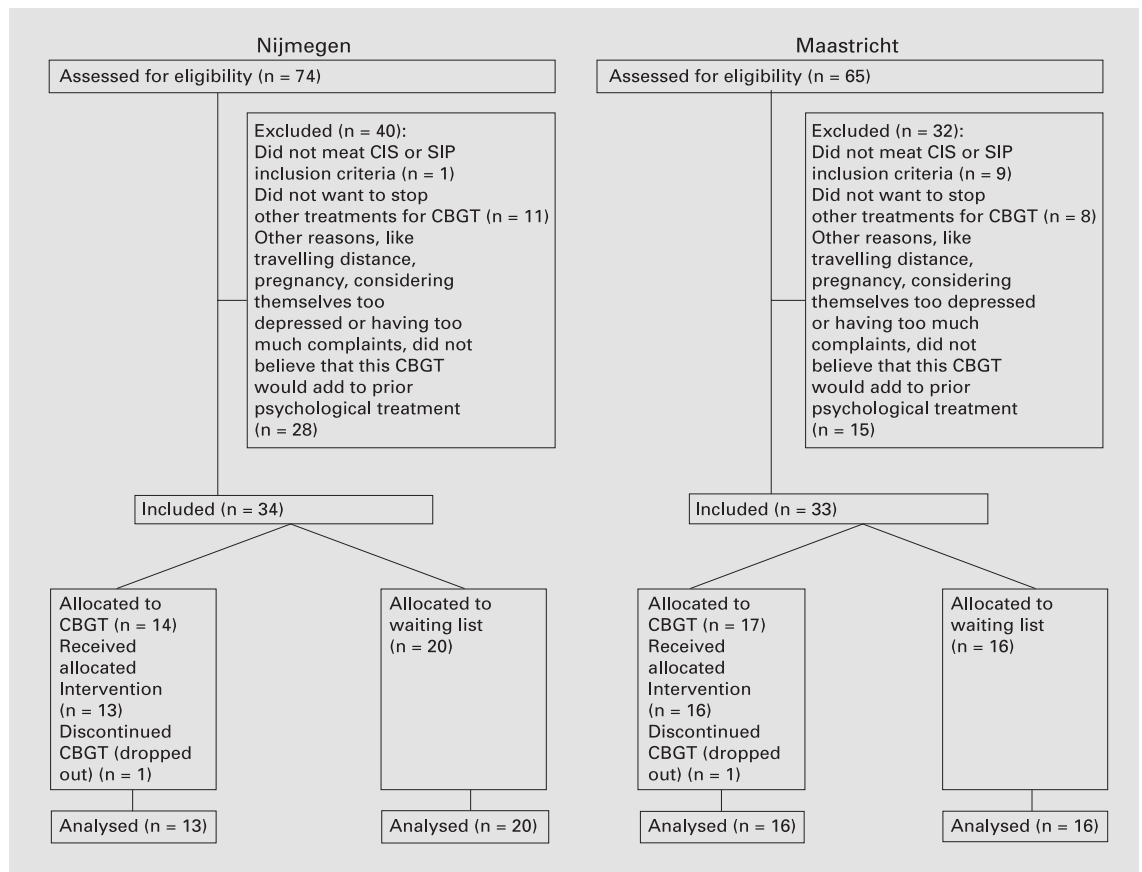 Nijmegen
Assessed for eligibility (n = 74)
Excluded (n = 40):
Did not meat CIS or SIP
inclusion criteria (n = 1)
Did not want to stop
other treatments for CBGT (n = 11)
Other reasons, like
travelling distance,
pregnancy, considering
themselves too
depressed or having too
much complaints, did not
believe that this CBGT
would add to prior
psychological treatment
(n = 28)
Included (n = 34)
Allocated to
CBGT (n = 14)
Received
allocated
Intervention
(n = 13)
Discontinued
CBGT (dropped
out) (n = 1)
Analysed (n = 13)
Allocated to
waiting list
(n = 20)
Analysed (n = 20)
Maastricht
Assessed for eligibility (n = 65)
Excluded (n = 32):
Did not meat CIS or SIP
inclusion criteria (n = 9)
Did not want to stop
other treatments for CBGT (n = 8)
Other reasons, like
travelling distance,
pregnancy, considering
themselves too depressed
or having too much
complaints, did not
believe that this CBGT
would add to prior
psychological treatment
(n = 15)
Included (n = 33)
Allocated to
CBGT (n = 17)
Received
allocated
Intervention
(n = 16)
Discontinued
CBGT (dropped
out) (n = 1)
Analysed (n = 16)
Allocated to
waiting list
(n = 16)
Analysed (n = 16)